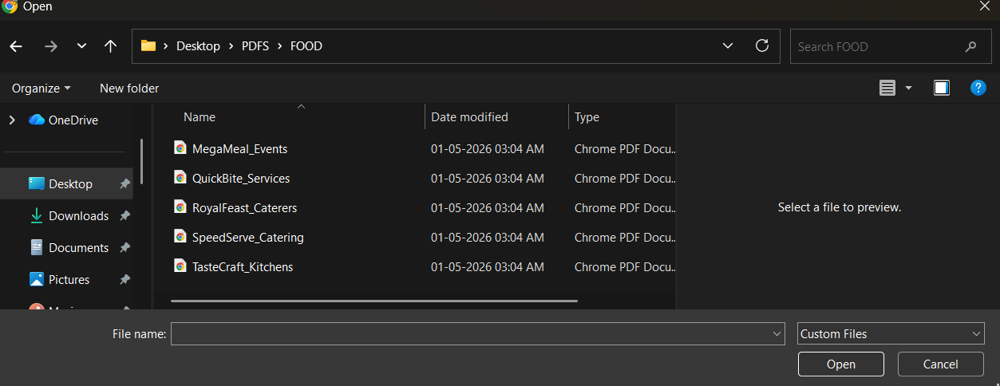 Open
Desktop PDFS FOOD
Search FOOD
Organize New folder
?
OneDrive
Desktop
Downloads
Documents
Pictures
Name Date modified Type
MegaMeal_Events 01-05-2026 03:04 AM Chrome PDF Docu..
QuickBite_Services 01-05-2026 03:04 AM Chrome PDF Docu..
RoyalFeast_Caterers 01-05-2026 03:04 AM Chrome PDF Docu..
SpeedServe_Catering 01-05-2026 03:04 AM Chrome PDF Docu..
TasteCraft_Kitchens 01-05-2026 03:04 AM Chrome PDF Docu..
Select a file to preview.
File name:
Custom Files
Open Cancel